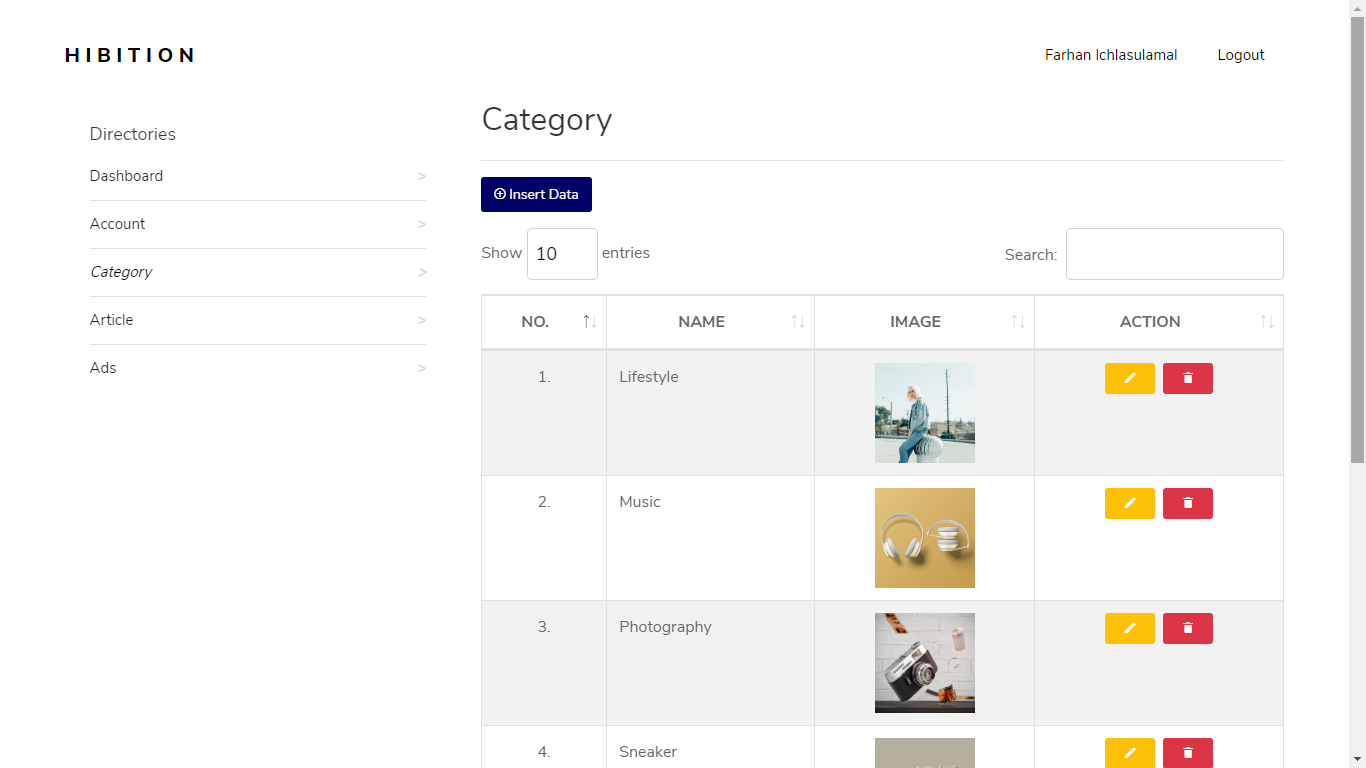 HIBITION
Farhan Ichlasulamal Logout
Directories
Dashboard >
Account >
Category >
Article >
Ads >
Category
Insert Data
Show 10 entries
Search:
NO. NAME IMAGE ACTION
1. Lifestyle
2. Music
3. Photography
4. Sneaker